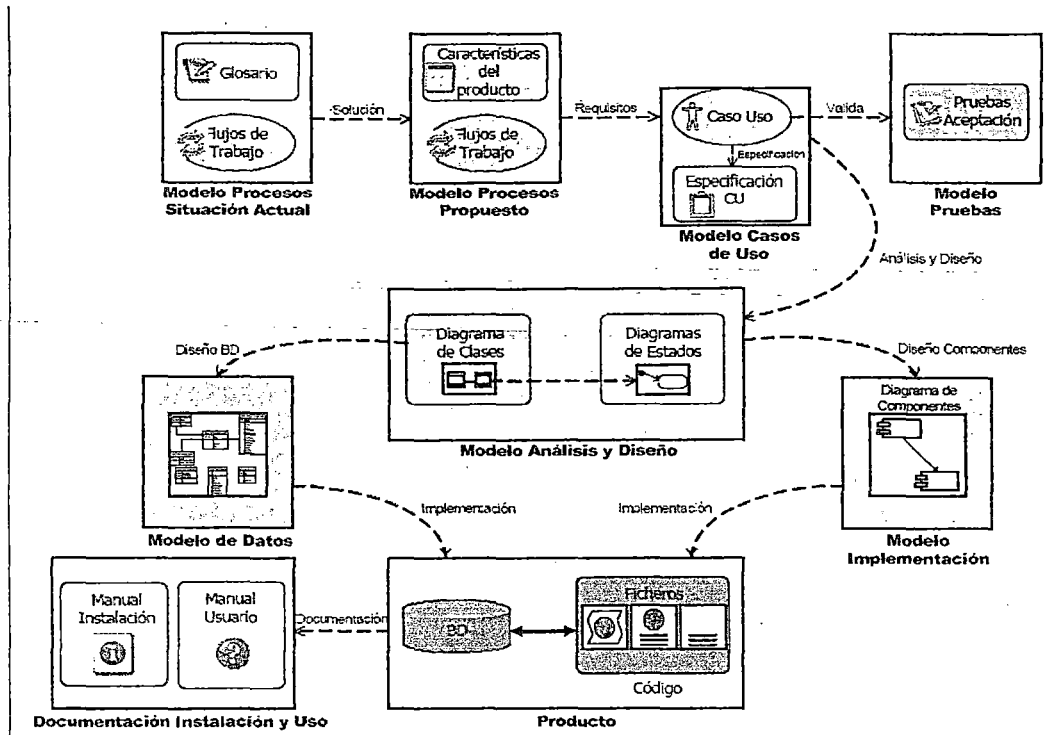 Glosario
Flujos de
Trabajo
Modelo Procesos
Situación Actual
Solución
Características
del
producto
Flujos de
Trabajo
Modelo Procesos
Propuesto
Requisitos
Caso Uso
Especificación
Especificación
CU
Modelo Casos
de Uso
Valida
Pruebas
Aceptación
Modelo
Pruebas
Análisis y Diseño
Diagrama
de Clases
Diagramas
de Estados
Modelo Análisis y Diseño
Diseño BD
Diseño Componentes
Modelo de Datos
Diagrama de
Componentes
Modelo
Implementación
Implementación
Implementación
Manual
Instalación
Manual
Usuario
Documentación Instalación y Uso
Documentación
BD
Ficheros
Código
Producto